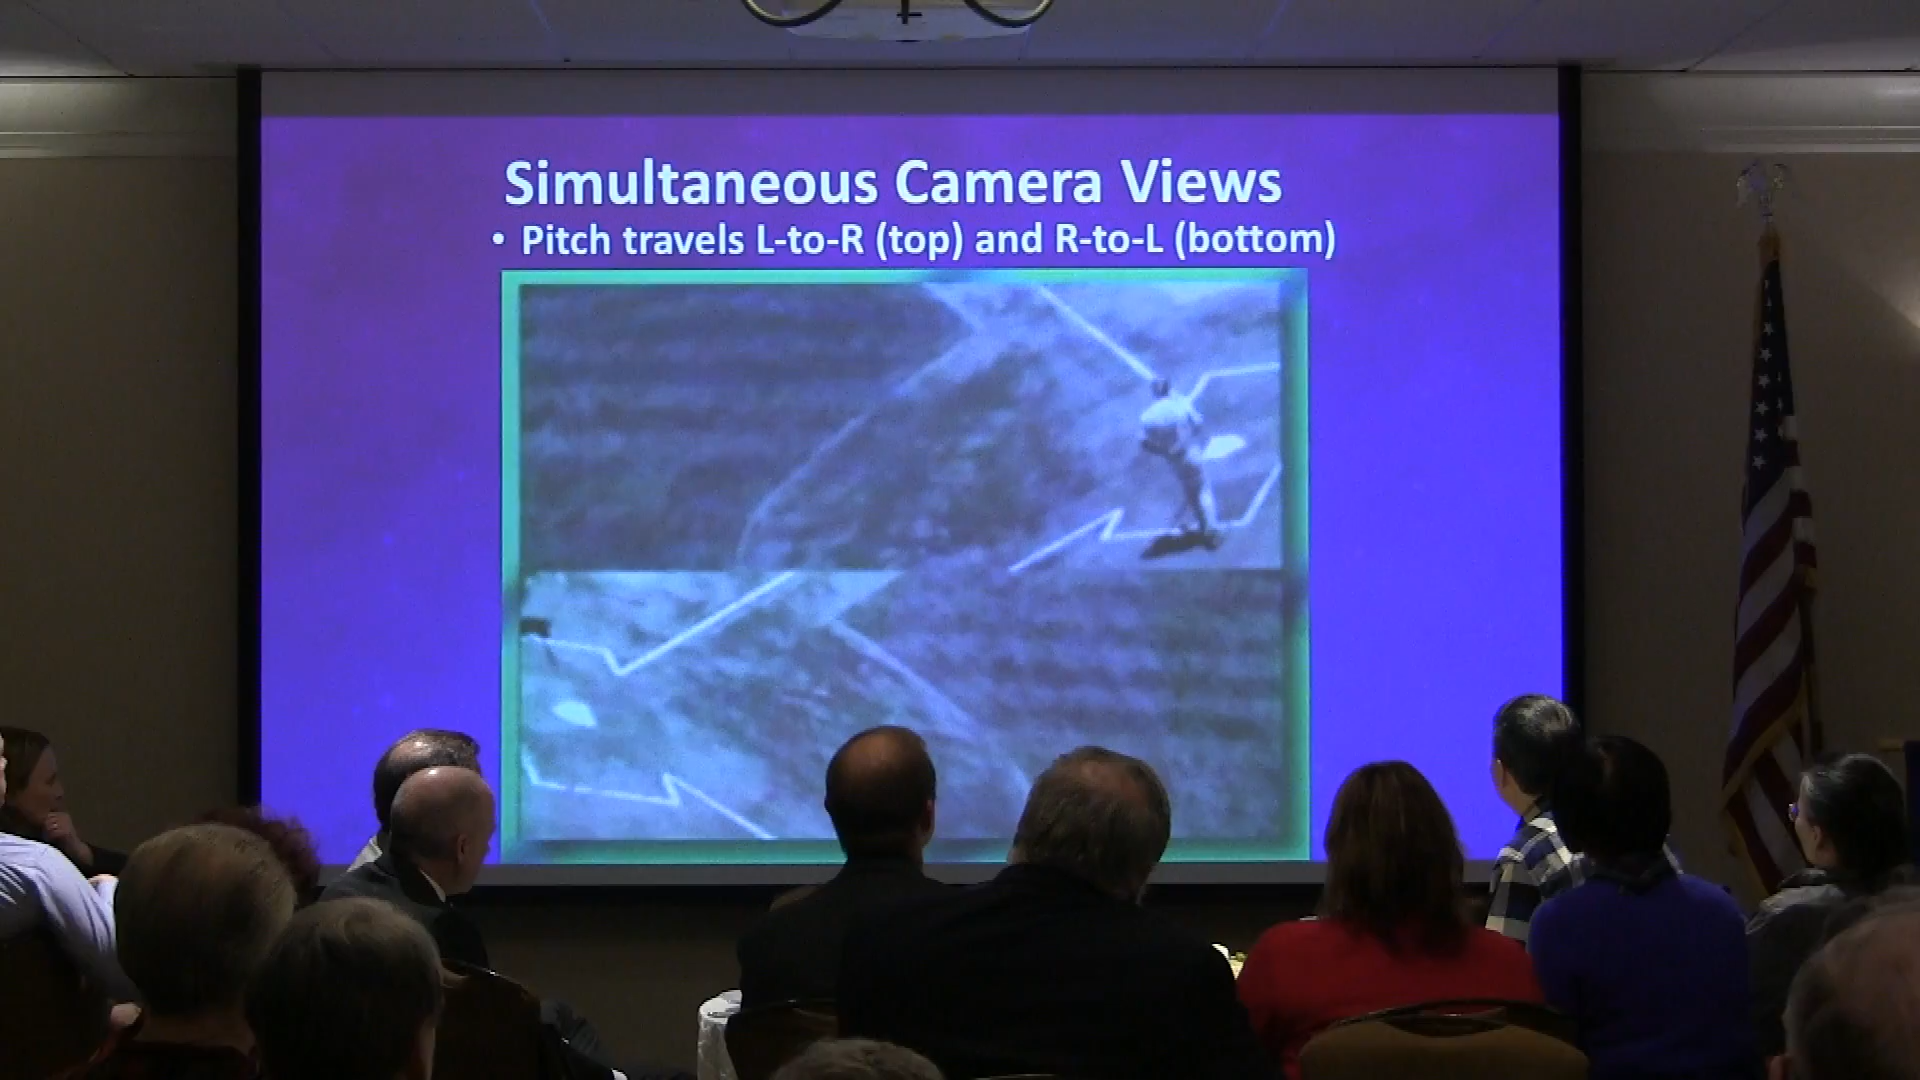 Simultaneous Camera Views
• Pitch travels L-to-R (top) and R-to-L (bottom)